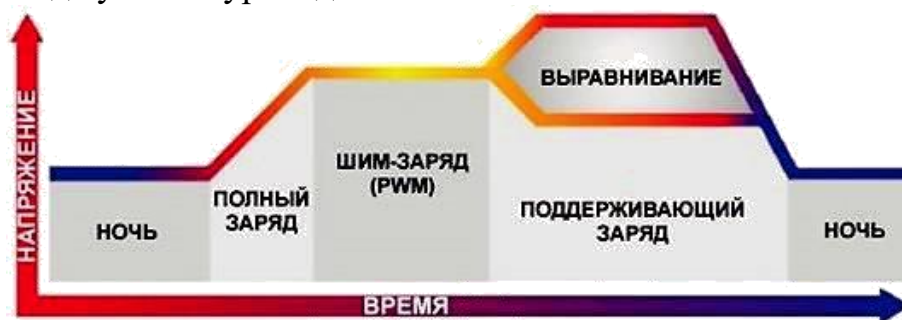 ВЫРАВНИВАНИЕ
НАПРЯЖЕНИЕ
ШИМ-ЗАРЯД
(PWM)
ПОЛНЫЙ
ЗАРЯД
ПОДДЕРЖИВАЮЩИЙ
ЗАРЯД
НОЧЬ
НОЧЬ
ВРЕМЯ